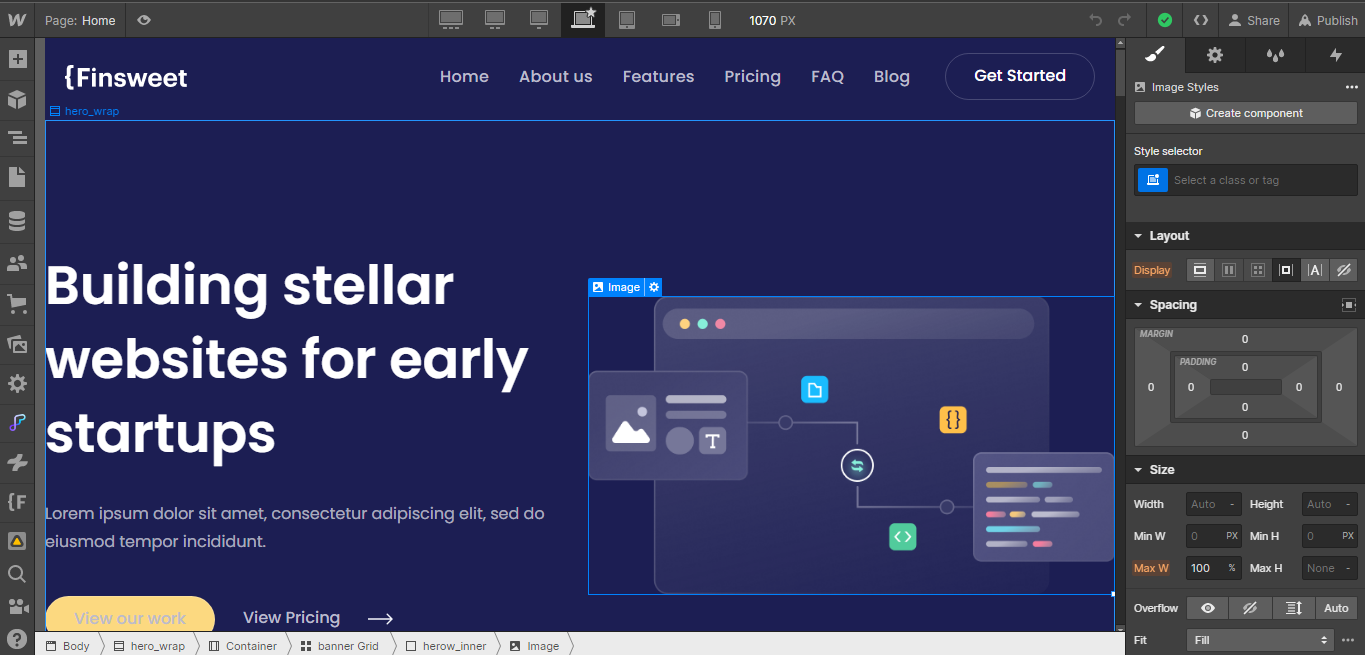 Page: Home
1070 PX
Share
Publish
{Finsweet
Home About us Features Pricing FAQ Blog Get Started
hero_wrap
Building stellar
websites for early
startups
Lorem ipsum dolor sit amet, consectetur adipiscing elit, sed do
eiusmod tempor incididunt.
View our work View Pricing
Image
T
{}
<>
Image Styles
Create component
Style selector
Select a class or tag
Layout
Display
A
Spacing
MARGIN
0
PADDING
0
0 0 0 0
0
0
Size
Width Auto - Height Auto -
Min W 0 PX Min H 0 PX
Max W 100 % Max H None -
Overflow Auto
Fit Fill
{F
?
Body hero_wrap Container banner Grid herow_inner Image